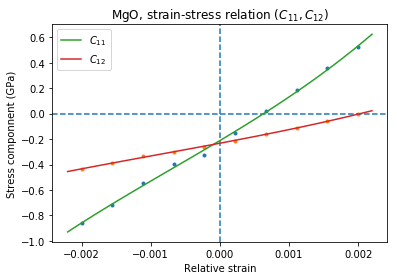 MgO, strain-stress relation (C₁₁, C₁₂)
C₁₁
C₁₂
Stress componnent (GPa)
0.6
0.4
0.2
0.0
−0.2
−0.4
−0.6
−0.8
−1.0
−0.002
−0.001
0.000
0.001
0.002
Relative strain